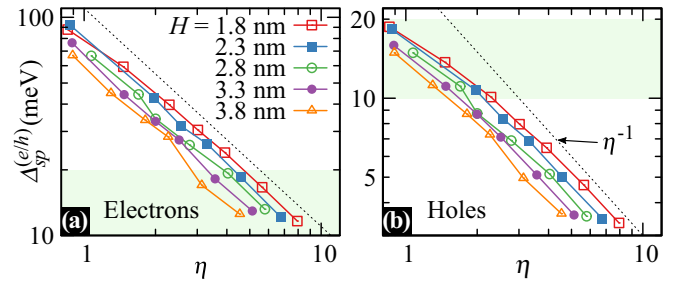 100
H = 1.8 nm
2.3 nm
2.8 nm
3.3 nm
3.8 nm
Δ_sp^(e/h) (meV)
10
(a) Electrons
1
10
η
20
10
5
η⁻¹
(b) Holes
1
10
η